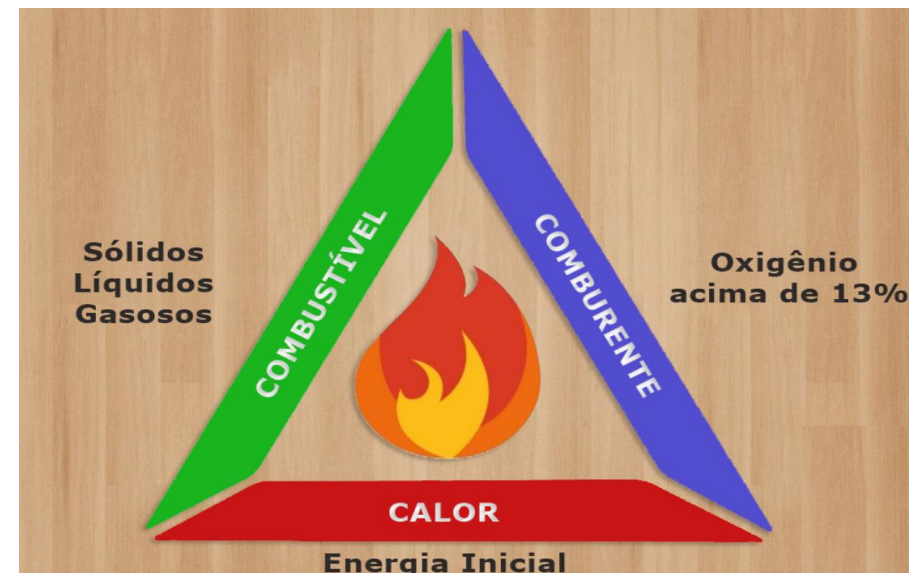 Sólidos
Líquidos
Gasosos
COMBUSTÍVEL
COMBURENTE
Oxigênio
acima de 13%
CALOR
Energia Inicial